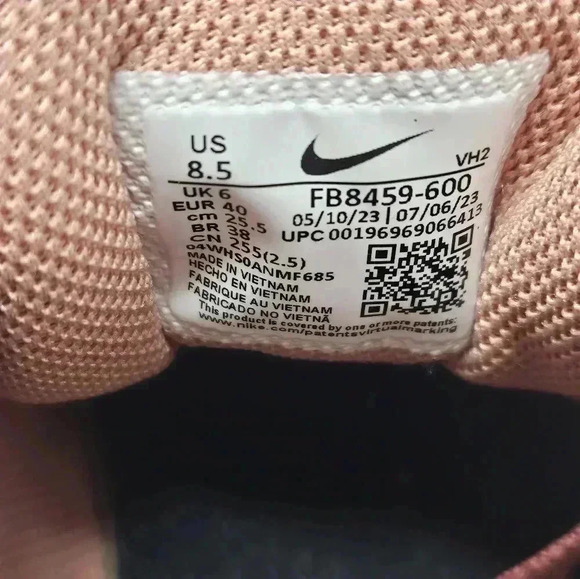 US
8.5
VH2
UK 6
EUR 40
cm 25.5
BR 38
CN 255(2.5)
FB8459-600
05/10/23 | 07/06/23
UPC 00196969066413
04WHS0ANMF685
MADE IN VIETNAM
HECHO EN VIETNAM
FABRIQUE AU VIETNAM
FABRICADO NO VIETNÃ
This product is covered by one or more patents:
www.nike.com/patentsvirtualmarking